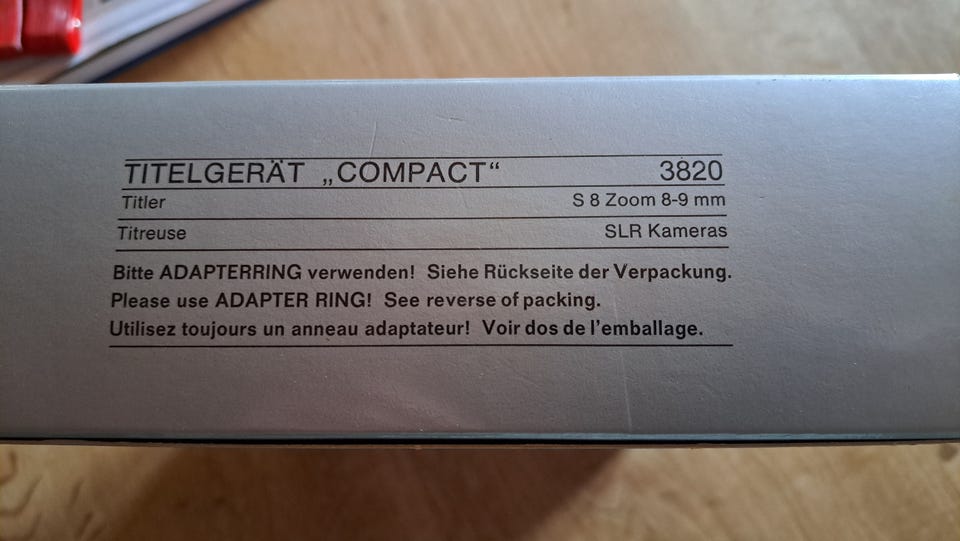 TITELGERÄT „COMPACT“ 3820
Titler S 8 Zoom 8-9 mm
Titreuse SLR Kameras
Bitte ADAPTERRING verwenden! Siehe Rückseite der Verpackung.
Please use ADAPTER RING! See reverse of packing.
Utilisez toujours un anneau adaptateur! Voir dos de l'emballage.